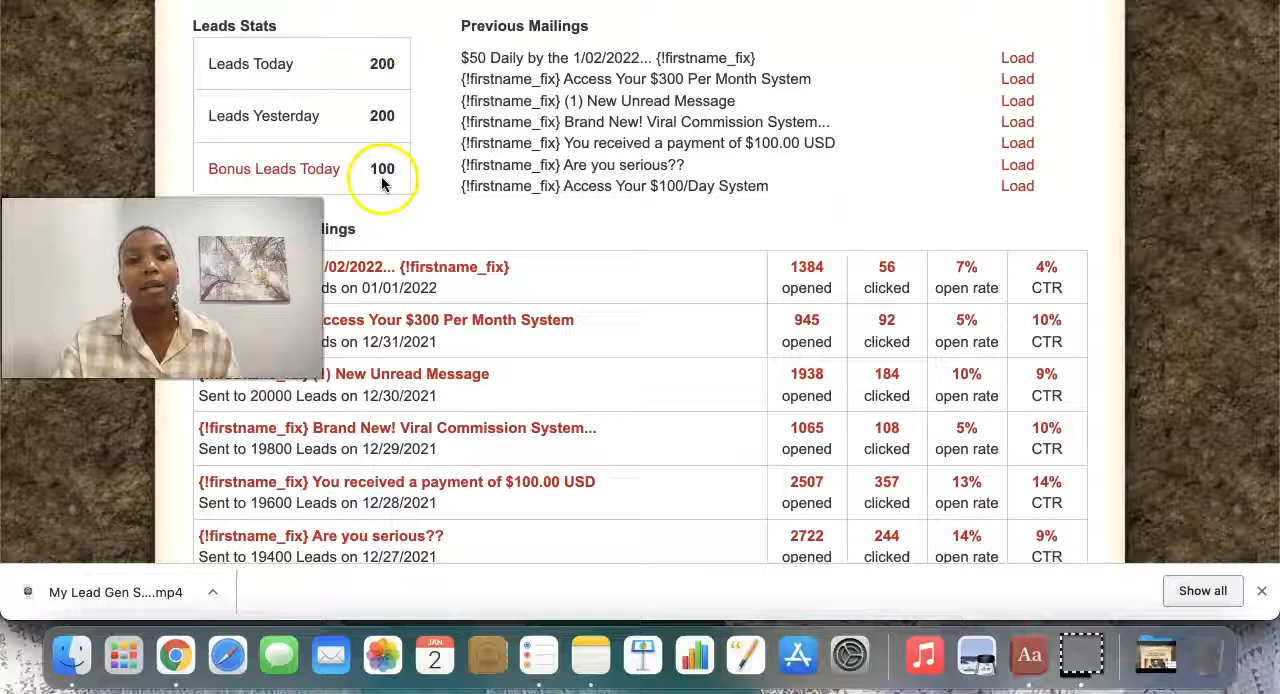 Leads Stats
Previous Mailings
Leads Today 200
Leads Yesterday 200
Bonus Leads Today 100
$50 Daily by the 1/02/2022... {!firstname_fix} Load
{!firstname_fix} Access Your $300 Per Month System Load
{!firstname_fix} (1) New Unread Message Load
{!firstname_fix} Brand New! Viral Commission System... Load
{!firstname_fix} You received a payment of $100.00 USD Load
{!firstname_fix} Are you serious?? Load
{!firstname_fix} Access Your $100/Day System Load
lings
/02/2022... {!firstname_fix} 1384 56 7% 4%
ds on 01/01/2022 opened clicked open rate CTR
ccess Your $300 Per Month System 945 92 5% 10%
ds on 12/31/2021 opened clicked open rate CTR
1) New Unread Message 1938 184 10% 9%
Sent to 20000 Leads on 12/30/2021 opened clicked open rate CTR
{!firstname_fix} Brand New! Viral Commission System... 1065 108 5% 10%
Sent to 19800 Leads on 12/29/2021 opened clicked open rate CTR
{!firstname_fix} You received a payment of $100.00 USD 2507 357 13% 14%
Sent to 19600 Leads on 12/28/2021 opened clicked open rate CTR
{!firstname_fix} Are you serious?? 2722 244 14% 9%
Sent to 19400 Leads on 12/27/2021 opened clicked open rate CTR
My Lead Gen S....mp4
Show all
JAN
2
Aa